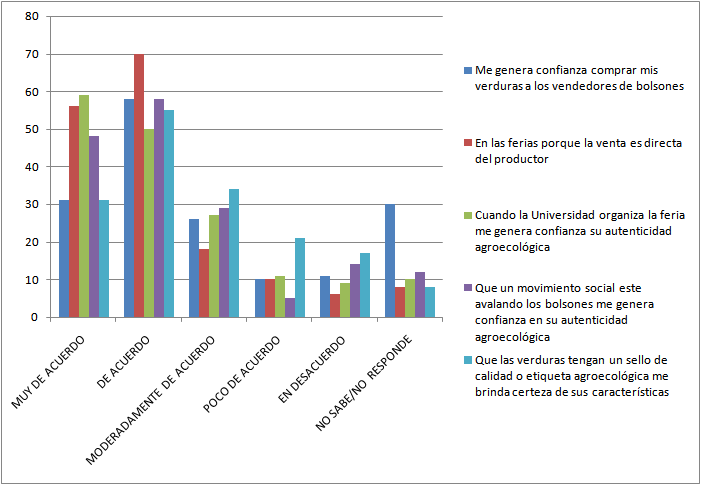 80
70
60
50
40
30
20
10
0
MUY DE ACUERDO
DE ACUERDO
MODERADAMENTE DE ACUERDO
POCO DE ACUERDO
EN DESACUERDO
NO SABE/NO RESPONDE
Me genera confianza comprar mis
verduras a los vendedores de bolsones
En las ferias porque la venta es directa
del productor
Cuando la Universidad organiza la feria
me genera confianza su autenticidad
agroecológica
Que un movimiento social este
avalando los bolsones me genera
confianza en su autenticidad
agroecológica
Que las verduras tengan un sello de
calidad o etiqueta agroecológica me
brinda certeza de sus características